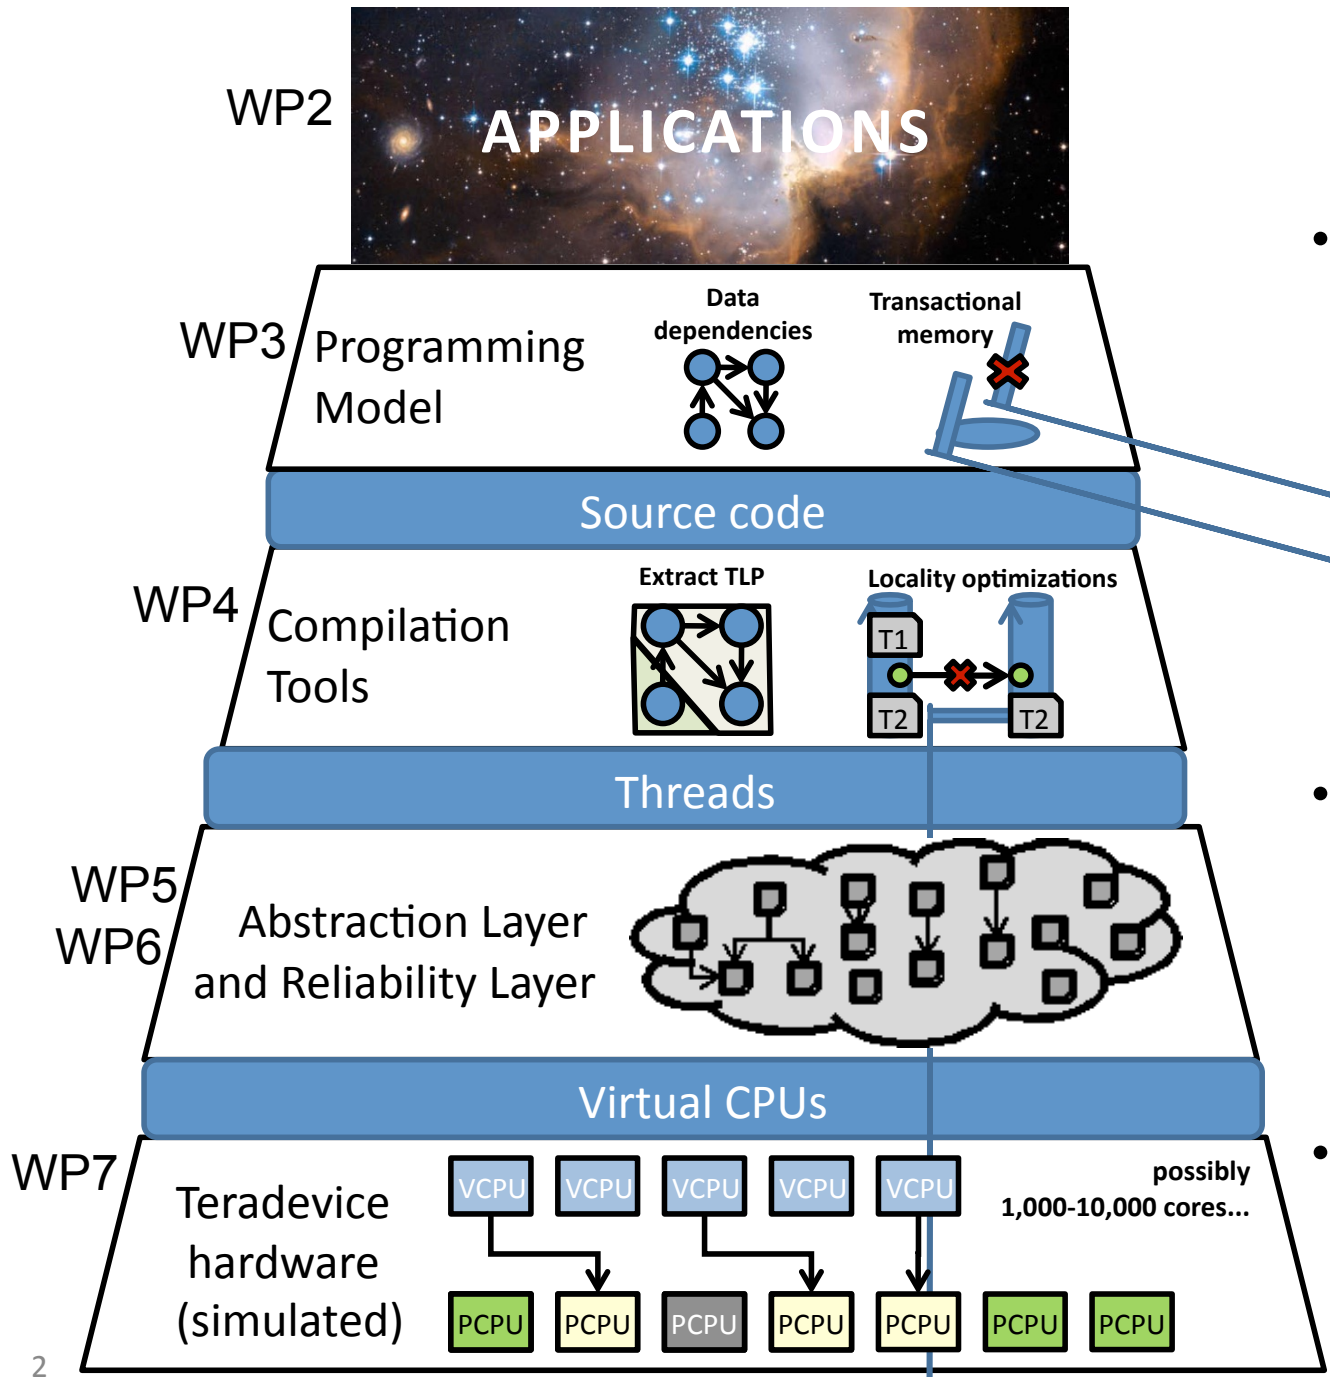 WP2
APPLICATIONS
WP3
Programming
Model
Data
dependencies
Transactional
memory
Source code
WP4
Compilation
Tools
Extract TLP
Locality optimizations
T1
T2
T2
Threads
WP5
WP6
Abstraction Layer
and Reliability Layer
Virtual CPUs
WP7
Teradevice
hardware
(simulated)
VCPU VCPU VCPU VCPU VCPU
possibly
1,000-10,000 cores...
PCPU PCPU PCPU PCPU PCPU PCPU PCPU
2